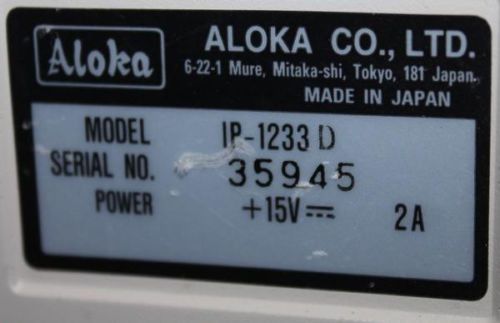 Aloka
ALOKA CO., LTD.
6-22-1 Mure, Mitaka-shi, Tokyo, 181 Japan.
MADE IN JAPAN
MODEL IP-1233 D
SERIAL NO. 35945
POWER +15V⎓ 2A